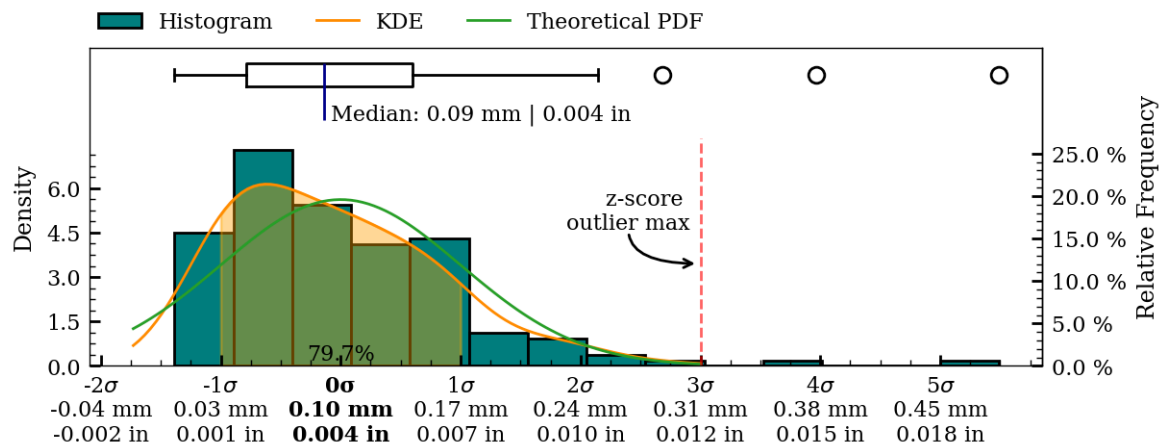 Histogram KDE Theoretical PDF
Median: 0.09 mm | 0.004 in
Density
6.0
4.5
3.0
1.5
0.0
Relative Frequency
25.0 %
20.0 %
15.0 %
10.0 %
5.0 %
0.0 %
z-score
outlier max
79.7%
-2σ -1σ 0σ 1σ 2σ 3σ 4σ 5σ
-0.04 mm 0.03 mm 0.10 mm 0.17 mm 0.24 mm 0.31 mm 0.38 mm 0.45 mm
-0.002 in 0.001 in 0.004 in 0.007 in 0.010 in 0.012 in 0.015 in 0.018 in